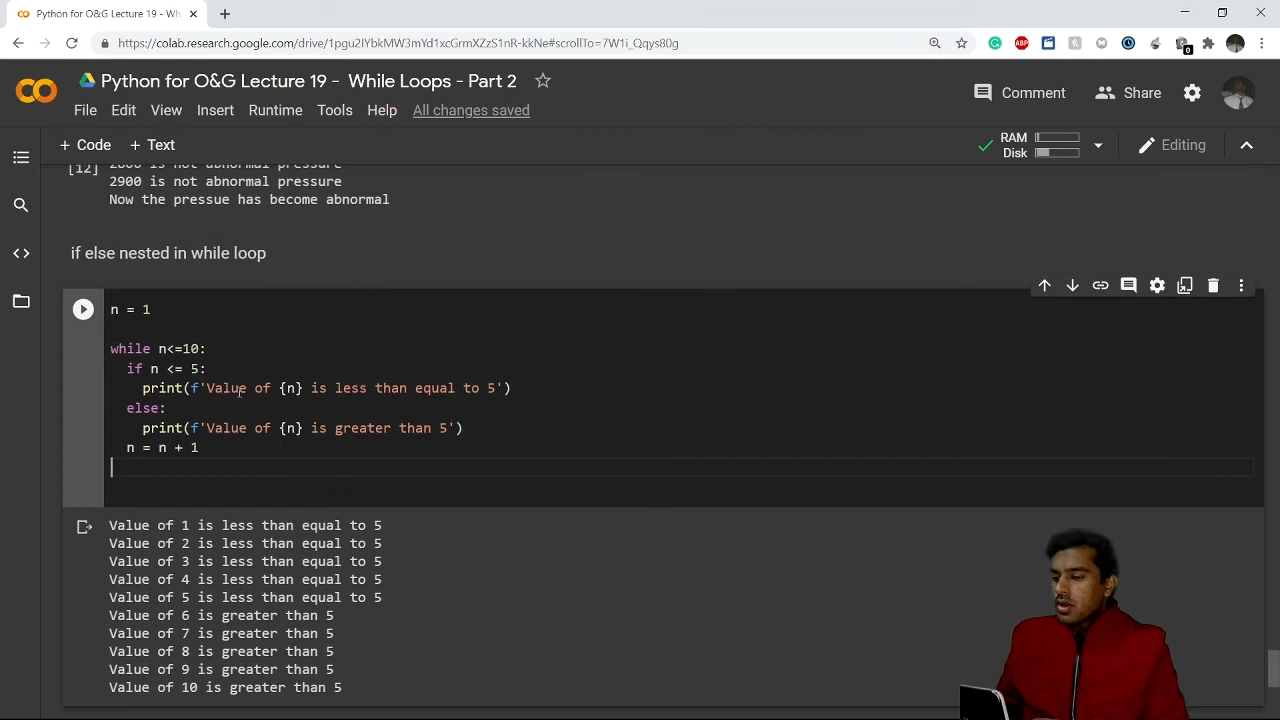 Python for O&G Lecture 19 - Wh
https://colab.research.google.com/drive/1zgu2lYbkMW3mYd1xcGrmXZzS1nR-kkNe#scrollTo=7W1i_Qqys80g
Python for O&G Lecture 19 -  While Loops - Part 2
Comment
Share
File Edit View Insert Runtime Tools Help All changes saved
+ Code + Text
RAM
Disk
Editing
[12]
2800 is not abnormal pressure
2900 is not abnormal pressure
Now the pressue has become abnormal
if else nested in while loop
n = 1
while n<=10:
if n <= 5:
print(f'Value of {n} is less than equal to 5')
else:
print(f'Value of {n} is greater than 5')
n = n + 1
Value of 1 is less than equal to 5
Value of 2 is less than equal to 5
Value of 3 is less than equal to 5
Value of 4 is less than equal to 5
Value of 5 is less than equal to 5
Value of 6 is greater than 5
Value of 7 is greater than 5
Value of 8 is greater than 5
Value of 9 is greater than 5
Value of 10 is greater than 5